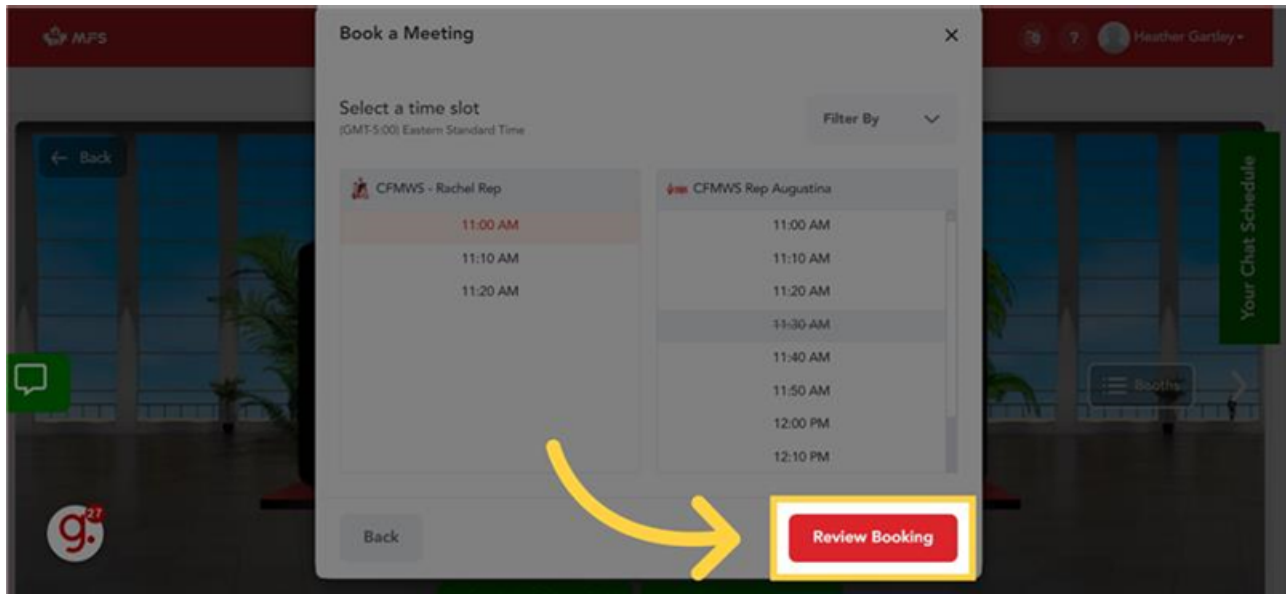 MFS
Book a Meeting
? Heather Gartley
Select a time slot
(GMT-5:00) Eastern Standard Time
Filter By
← Back
Your Chat Schedule
CFMWS - Rachel Rep
11:00 AM
11:10 AM
11:20 AM
CFMWS Rep Augustina
11:00 AM
11:10 AM
11:20 AM
11:30 AM
11:40 AM
11:50 AM
12:00 PM
12:10 PM
Booths
g. 27
Back
Review Booking